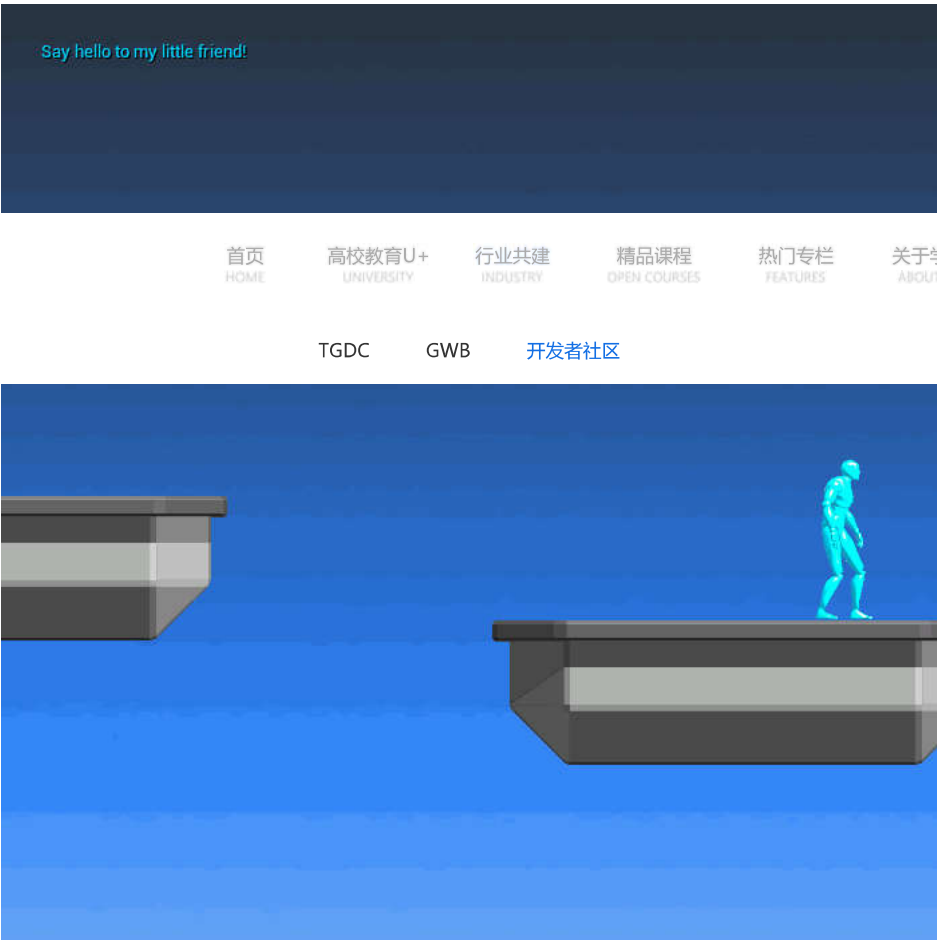 Say hello to my little friend!
首页 高校教育U+ 行业共建 精品课程 热门专栏 关于
HOME UNIVERSITY INDUSTRY OPEN COURSES FEATURES
TGDC GWB 开发者社区